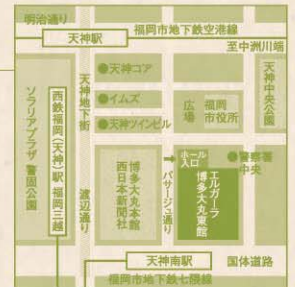 明治通り
福岡市地下鉄空港線
天神駅
至中洲川端
ソラリアプラザ
警固公園
西鉄福岡(天神)駅
福岡三越
天神地下街
渡辺通り
●天神コア
●イムズ
●天神ツインビル
広場
福岡市役所
天神中央公園
博多大丸本館
西日本新聞社
パサージュ通り
ホール入口
エルガーラ
博多大丸東館
●中央警察署
天神南駅
国体道路
福岡市地下鉄七隈線